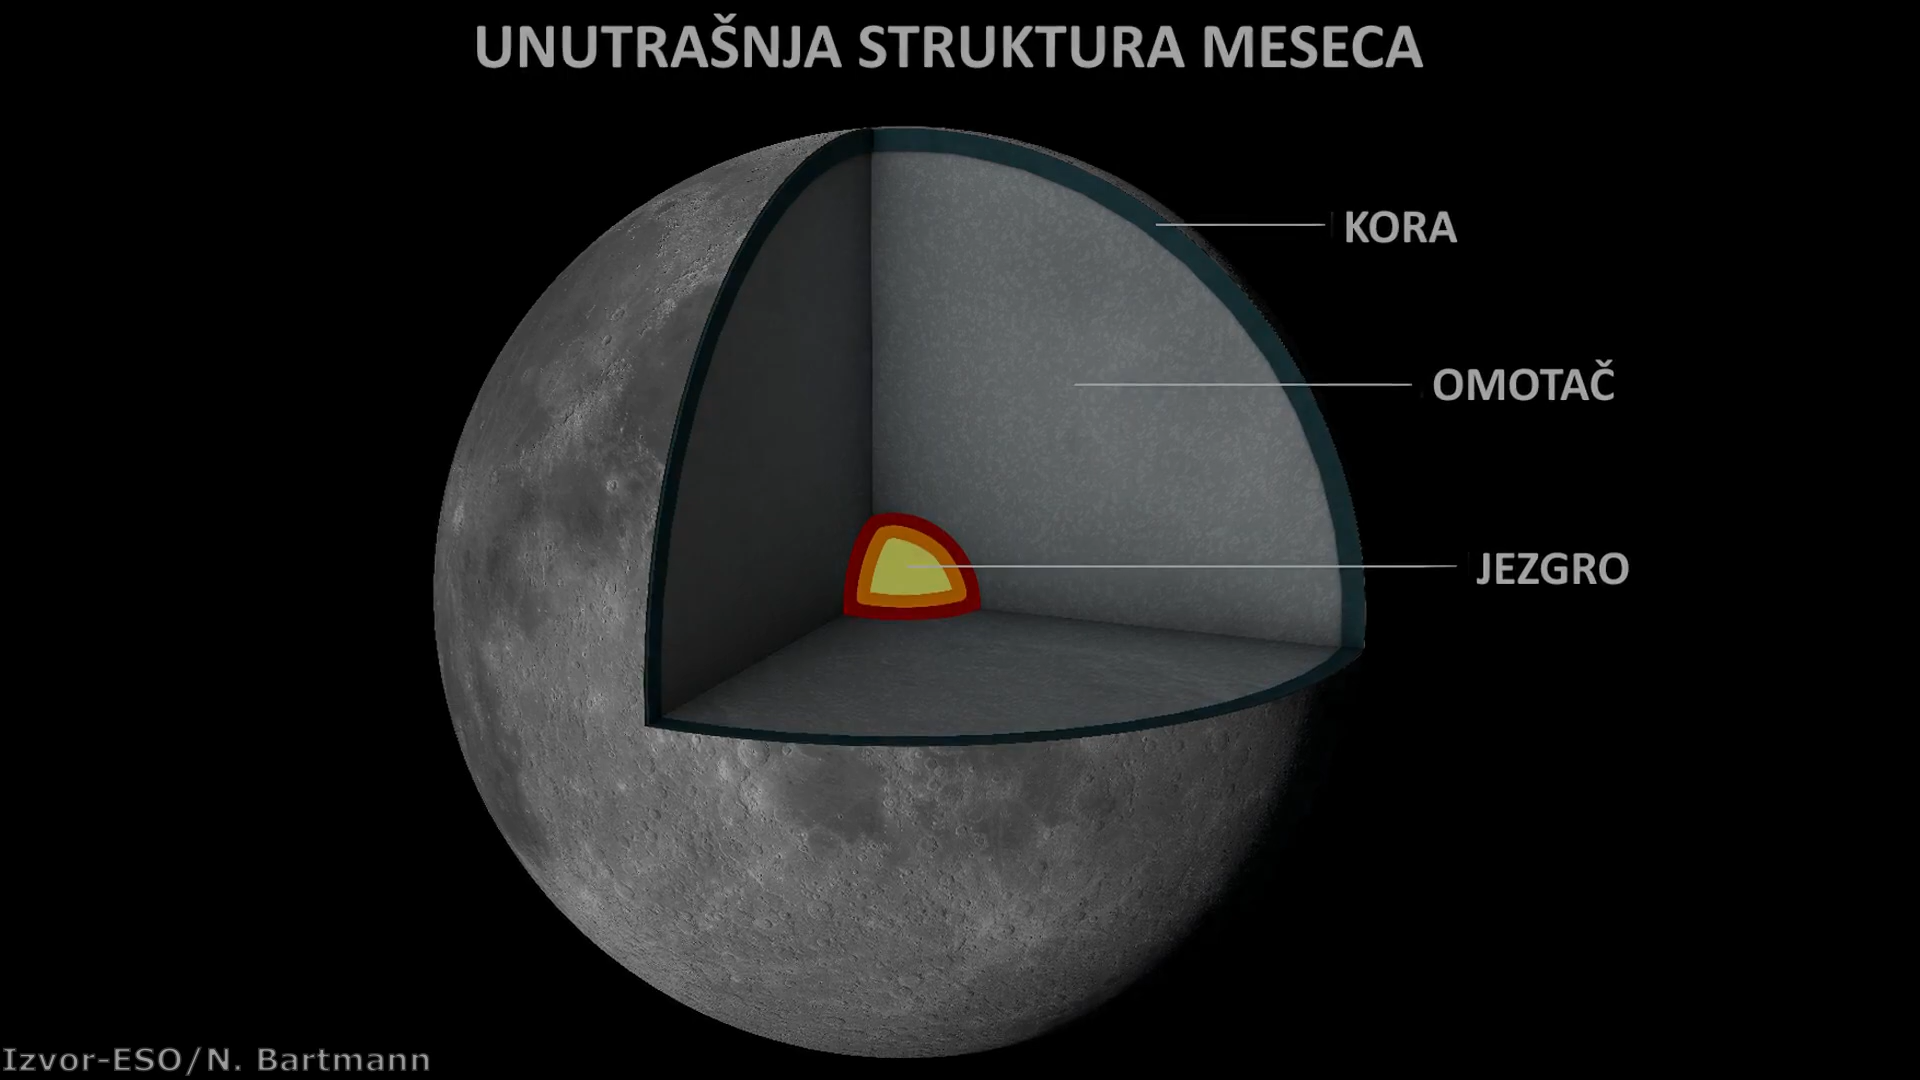 UNUTRAŠNJA STRUKTURA MESECA
KORA
OMOTAČ
JEZGRO
Izvor-ESO/N. Bartmann